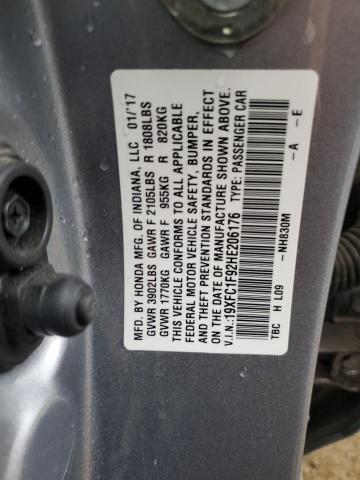 MFD. BY HONDA MFG. OF INDIANA, LLC 01/'17
GVWR 3902LBS GAWR F 2105LBS R 1808LBS
GVWR 1770KG GAWR F 955KG R 820KG
THIS VEHICLE CONFORMS TO ALL APPLICABLE
FEDERAL MOTOR VEHICLE SAFETY, BUMPER,
AND THEFT PREVENTION STANDARDS IN EFFECT
ON THE DATE OF MANUFACTURE SHOWN ABOVE.
V.I.N.:19XFC1F92HE206176 TYPE: PASSENGER CAR
-NH830M -A -E
TBC H L09